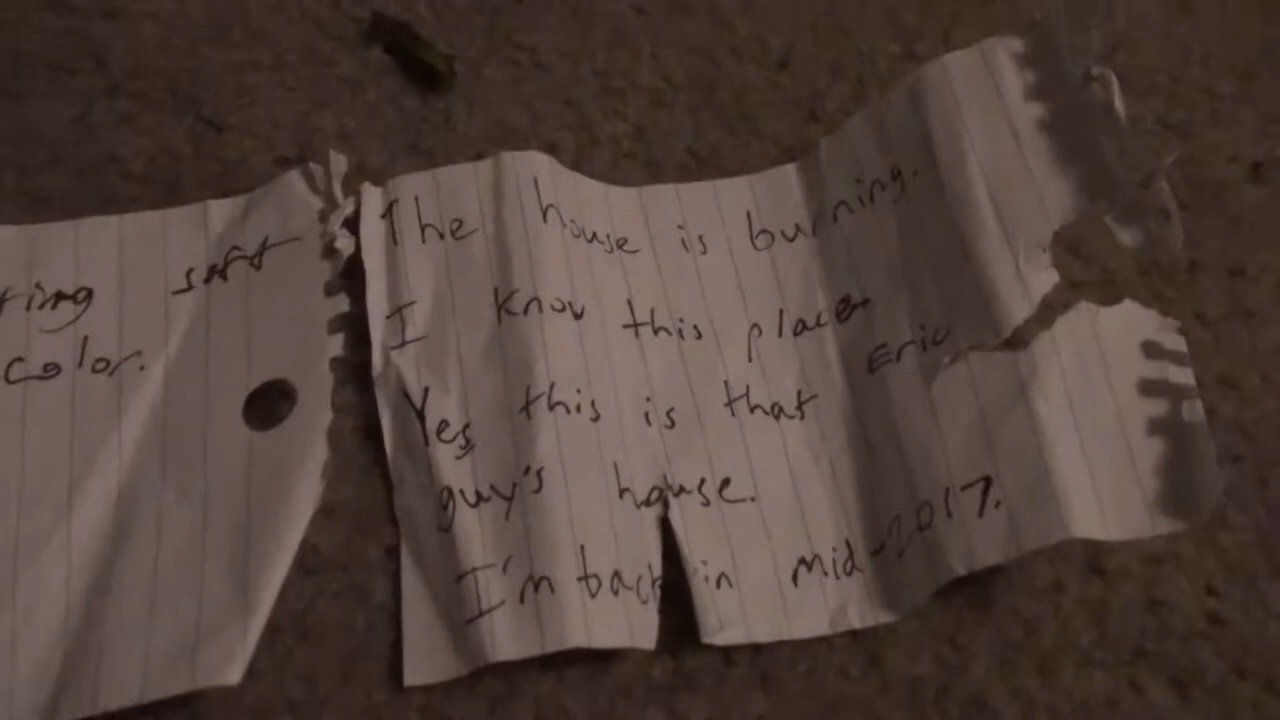 ring soft
color.
The house is burning.
I know this place
Eric
Yes this is that
guy's house.
I'm back in mid-2017.